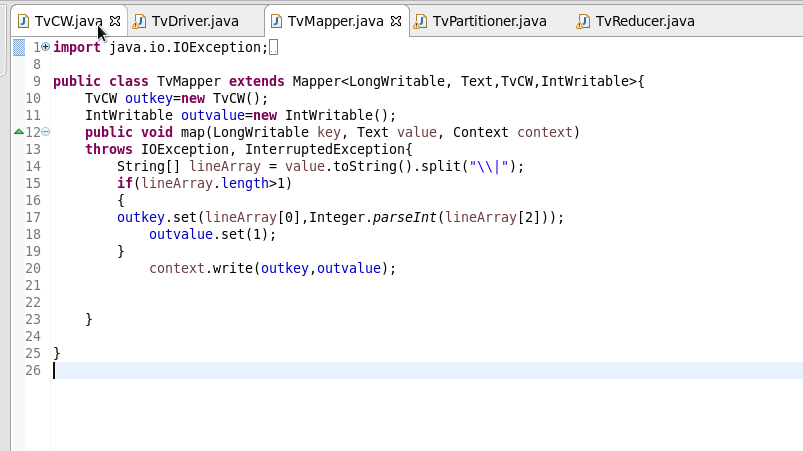 TvCW.java TvDriver.java TvMapper.java TvPartitioner.java TvReducer.java
1 import java.io.IOException;
8
9 public class TvMapper extends Mapper<LongWritable, Text,TvCW,IntWritable>{
10 TvCW outkey=new TvCW();
11 IntWritable outvalue=new IntWritable();
12 public void map(LongWritable key, Text value, Context context)
13 throws IOException, InterruptedException{
14 String[] lineArray = value.toString().split("\\|");
15 if(lineArray.length>1)
16 {
17 outkey.set(lineArray[0],Integer.parseInt(lineArray[2]));
18 outvalue.set(1);
19 }
20 context.write(outkey,outvalue);
21
22
23 }
24
25 }
26